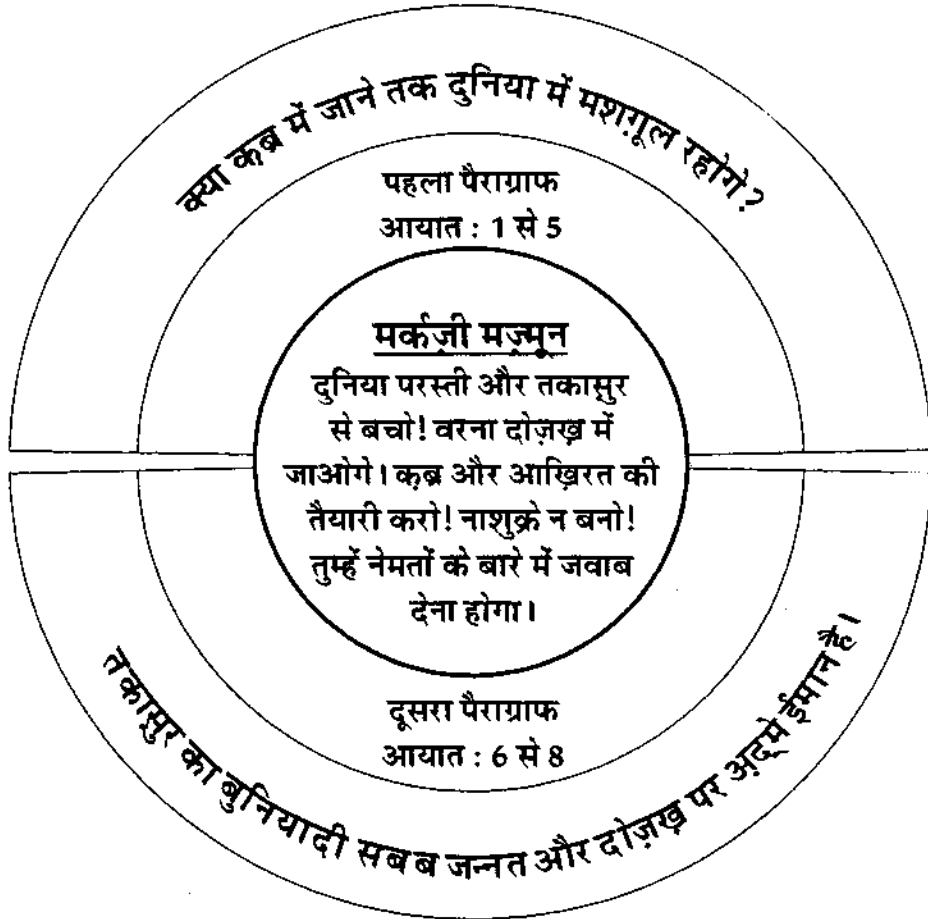 क्या क़ब्र में जाने तक दुनिया में मशग़ूल रहोगे?
पहला पैराग्राफ
आयात : 1 से 5
मर्कज़ी मज़्मून
दुनिया परस्ती और तकासुर
से बचो! वरना दोज़ख़ में
जाओगे। क़ब्र और आख़िरत की
तैयारी करो! नाशुक्रे न बनो!
तुम्हें नेमतों के बारे में जवाब
देना होगा।
दूसरा पैराग्राफ
आयात : 6 से 8
तकासुर का बुनियादी सबब जन्नत और दोज़ख़ पर अ़द्मे ईमान है।